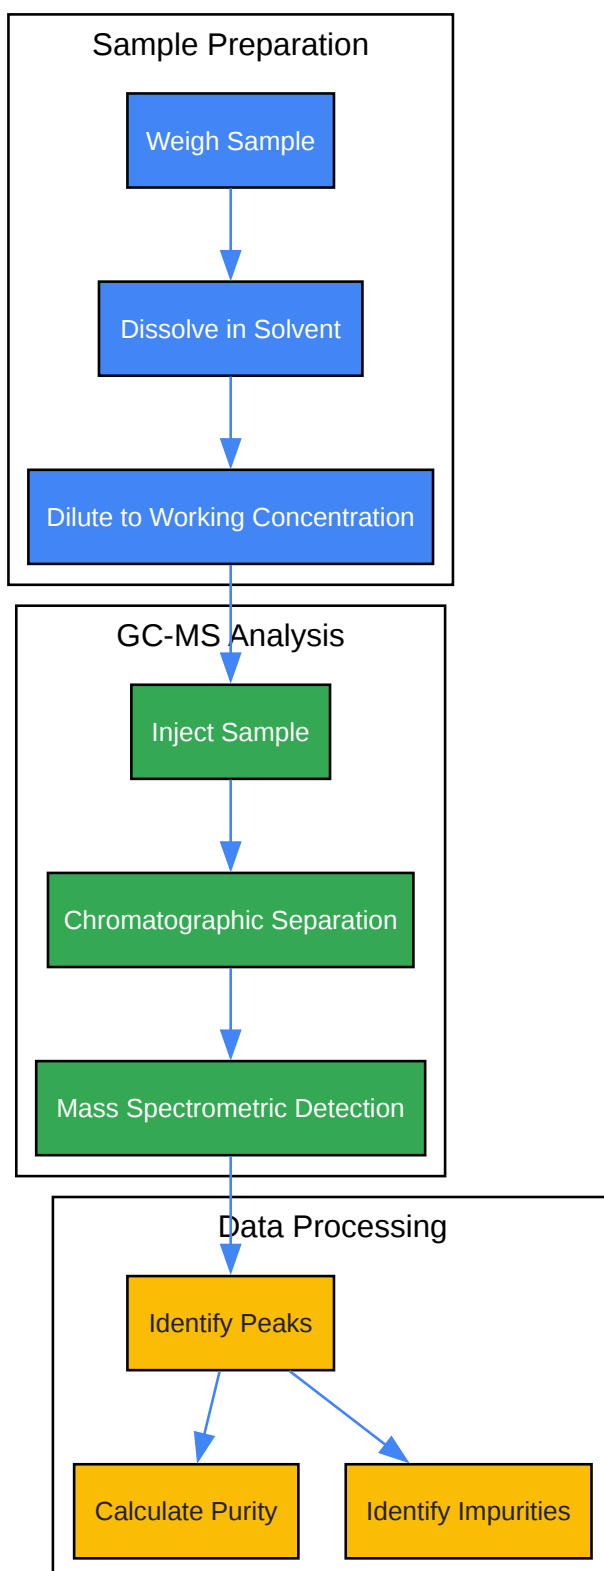 Sample Preparation
Weigh Sample
Dissolve in Solvent
Dilute to Working Concentration
GC-MS Analysis
Inject Sample
Chromatographic Separation
Mass Spectrometric Detection
Data Processing
Identify Peaks
Calculate Purity
Identify Impurities